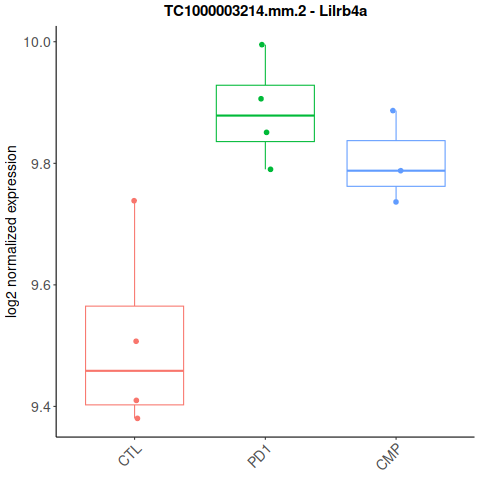 TC1000003214.mm.2 - Lilrb4a
log2 normalized expression
10.0
9.8
9.6
9.4
CTL
PD1
CMP